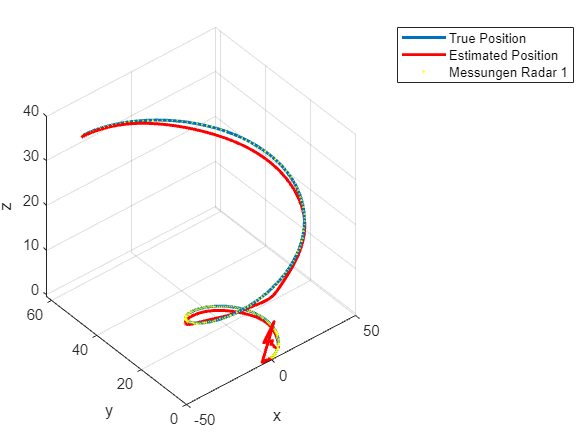 True Position
Estimated Position
Messungen Radar 1
40
30
20
10
0
z
60
40
20
0
y
-50
0
50
x